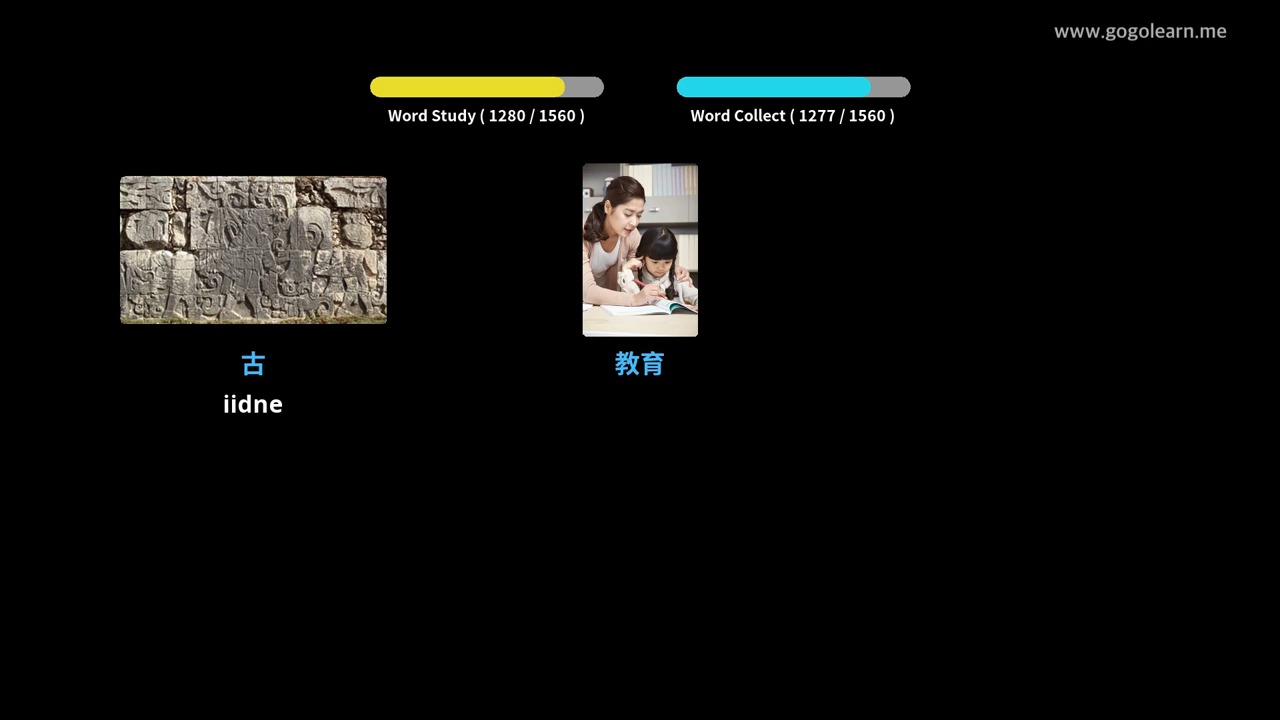 www.gogolearn.me
Word Study ( 1280 / 1560 )
Word Collect ( 1277 / 1560 )
古
教育
iidne